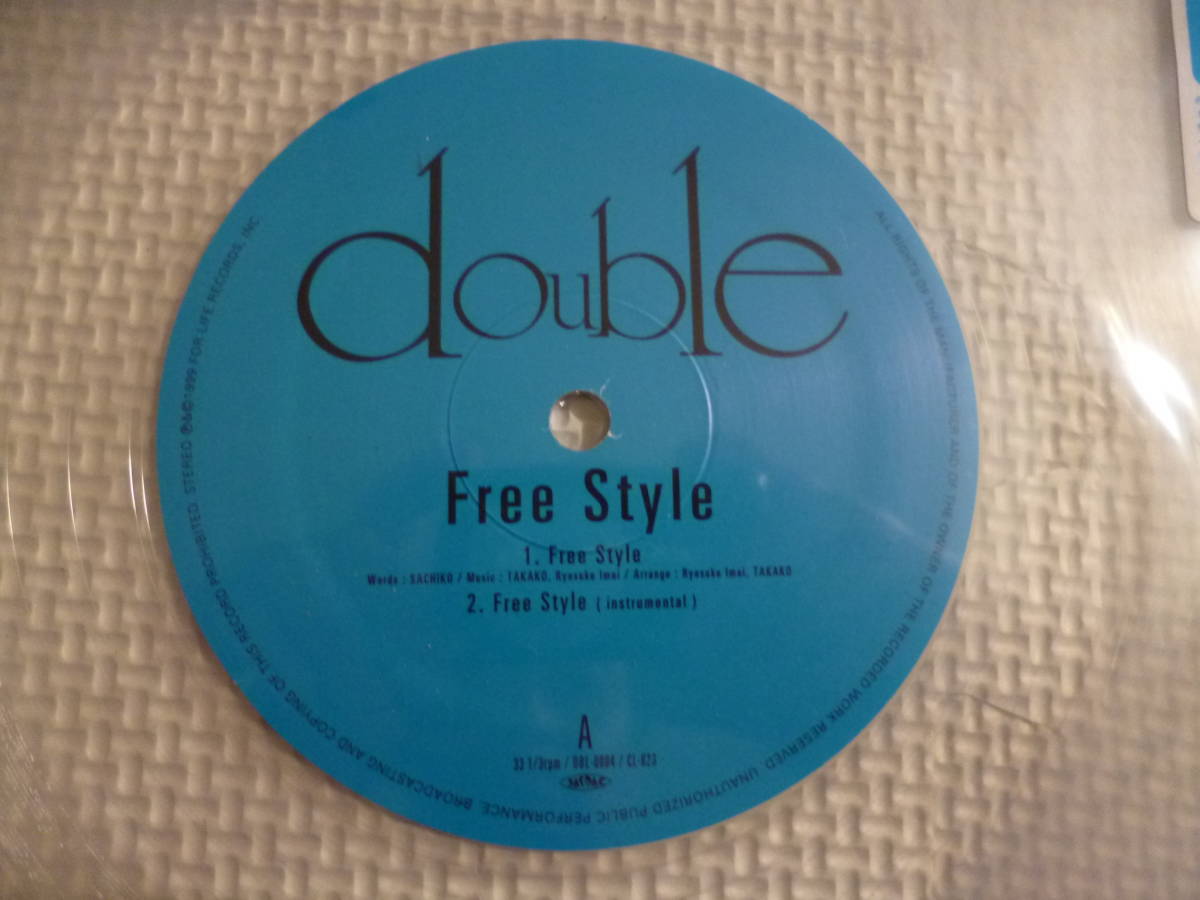 double
Free Style
1. Free Style
Words : SACHIKO / Music : TAKAKO, Ryosuke Imai / Arrange : Ryosuke Imai, TAKAKO
2. Free Style ( instrumental )
A
33 1/3rpm / DBL-0004 / CL-023
ALL RIGHTS OF THE MANUFACTURER AND OF THE OWNER OF THE RECORDED WORK RESERVED. UNAUTHORIZED PUBLIC PERFORMANCE, BROADCASTING AND COPYING OF THIS RECORD PROHIBITED. STEREO ℗&©1999 FOR LIFE RECORDS, INC